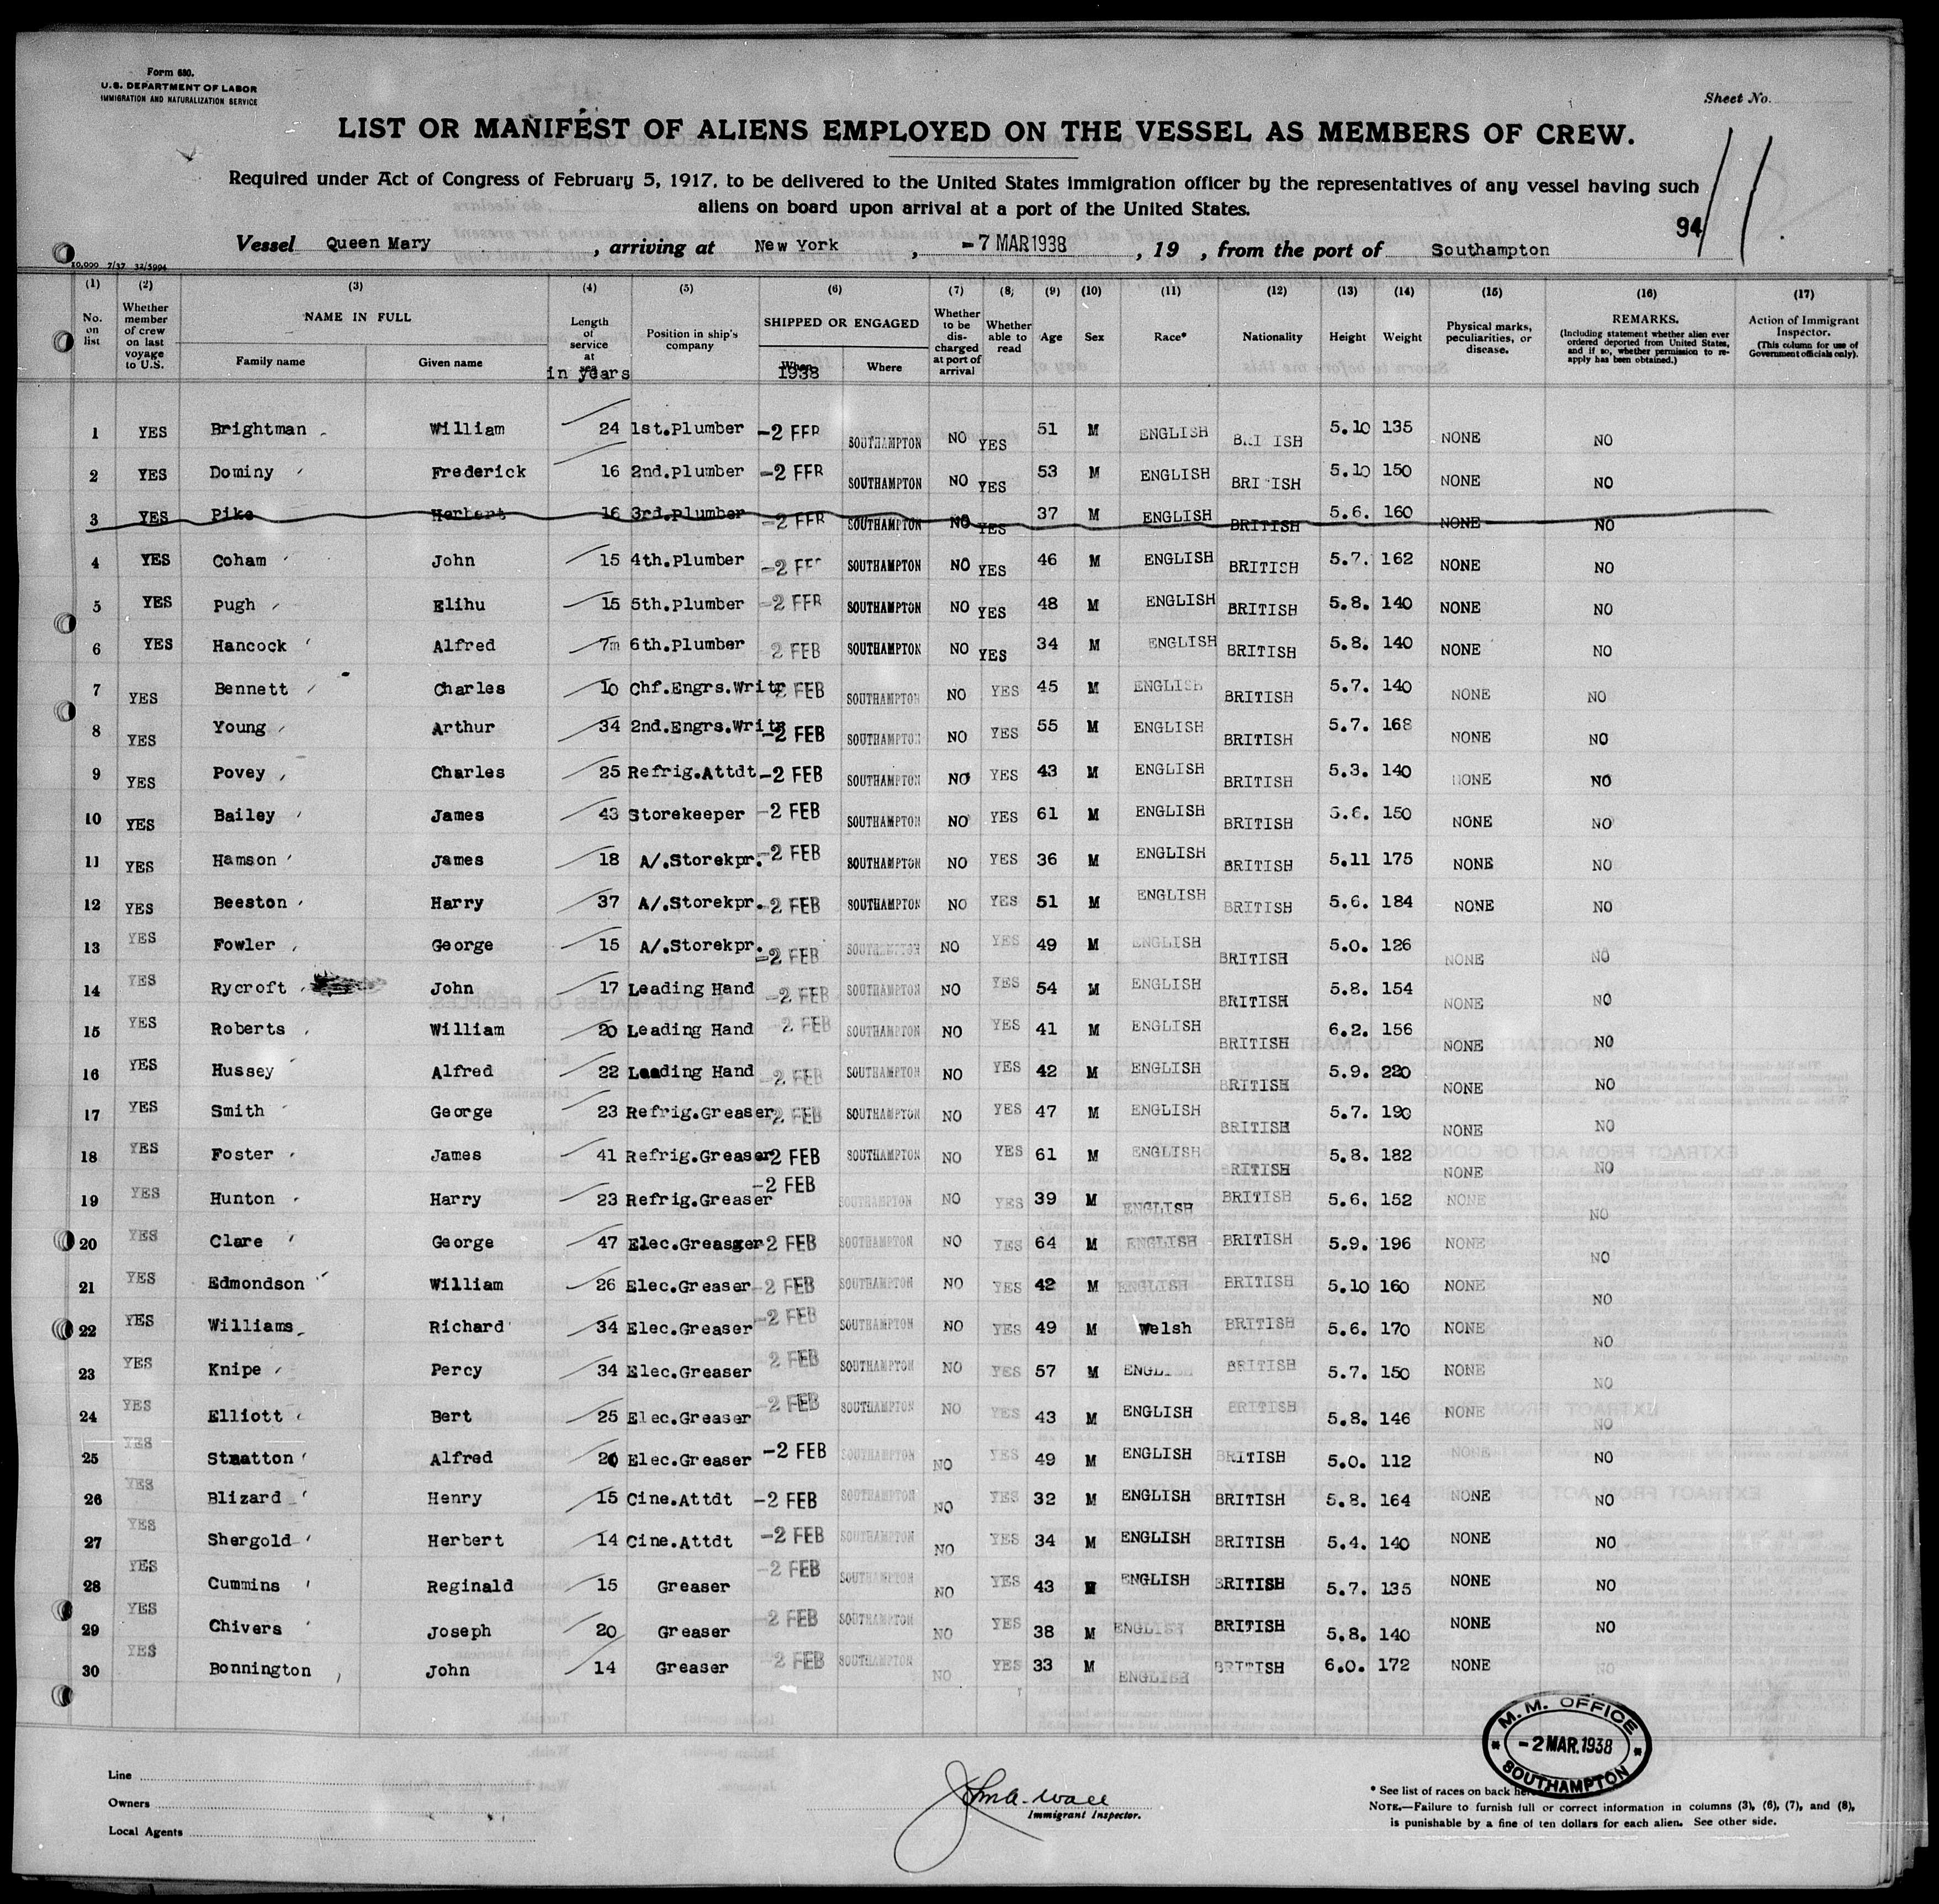 Form 680.
U.S. DEPARTMENT OF LABOR
IMMIGRATION AND NATURALIZATION SERVICE
Sheet No.
LIST OR MANIFEST OF ALIENS EMPLOYED ON THE VESSEL AS MEMBERS OF CREW.
Required under Act of Congress of February 5, 1917, to be delivered to the United States immigration officer by the representatives of any vessel having such
aliens on board upon arrival at a port of the United States.
94 11
Vessel Queen Mary, arriving at New York, -7 MAR 1938, 19 , from the port of Southampton
10,000 7/37 32/5994
(1) No. on list (2) Whether member of crew on last voyage to U.S. (3) NAME IN FULL Family name Given name (4) Length of service at sea in years (5) Position in ship's company (6) SHIPPED OR ENGAGED When 1938 Where (7) Whether to be discharged at port of arrival (8) Whether able to read (9) Age (10) Sex (11) Race* (12) Nationality (13) Height (14) Weight (15) Physical marks, peculiarities, or disease. (16) REMARKS. (Including statement whether alien ever ordered deported from United States, and if so, whether permission to re-apply has been obtained.) (17) Action of Immigrant Inspector. (This column for use of Government officials only).
1 YES Brightman William 24 1st.Plumber -2 FEB SOUTHAMPTON NO YES 51 M ENGLISH BRITISH 5.10 135 NONE NO
2 YES Dominy Frederick 16 2nd.Plumber -2 FEB SOUTHAMPTON NO YES 53 M ENGLISH BRITISH 5.10 150 NONE NO
3 YES Pike Herbert 16 3rd.Plumber -2 FEB SOUTHAMPTON NO YES 37 M ENGLISH BRITISH 5.6. 160 NONE NO
4 YES Coham John 15 4th.Plumber -2 FEB SOUTHAMPTON NO YES 46 M ENGLISH BRITISH 5.7. 162 NONE NO
5 YES Pugh Elihu 15 5th.Plumber -2 FEB SOUTHAMPTON NO YES 48 M ENGLISH BRITISH 5.8. 140 NONE NO
6 YES Hancock Alfred 7m 6th.Plumber 2 FEB SOUTHAMPTON NO YES 34 M ENGLISH BRITISH 5.8. 140 NONE NO
7 YES Bennett Charles 10 Chf.Engrs.Writr 2 FEB SOUTHAMPTON NO YES 45 M ENGLISH BRITISH 5.7. 140 NONE NO
8 YES Young Arthur 34 2nd.Engrs.Writr -2 FEB SOUTHAMPTON NO YES 55 M ENGLISH BRITISH 5.7. 168 NONE NO
9 YES Povey Charles 25 Refrig.Attdt -2 FEB SOUTHAMPTON NO YES 43 M ENGLISH BRITISH 5.3. 140 NONE NO
10 YES Bailey James 43 Storekeeper -2 FEB SOUTHAMPTON NO YES 61 M ENGLISH BRITISH 5.6. 150 NONE NO
11 YES Hamson James 18 A/.Storekpr. -2 FEB SOUTHAMPTON NO YES 36 M ENGLISH BRITISH 5.11 175 NONE NO
12 YES Beeston Harry 37 A/.Storekpr. -2 FEB SOUTHAMPTON NO YES 51 M ENGLISH BRITISH 5.6. 184 NONE NO
13 YES Fowler George 15 A/.Storekpr. -2 FEB SOUTHAMPTON NO YES 49 M ENGLISH BRITISH 5.0. 126 NONE NO
14 YES Rycroft John 17 Leading Hand -2 FEB SOUTHAMPTON NO YES 54 M ENGLISH BRITISH 5.8. 154 NONE NO
15 YES Roberts William 20 Leading Hand -2 FEB SOUTHAMPTON NO YES 41 M ENGLISH BRITISH 6.2. 156 NONE NO
16 YES Hussey Alfred 22 Leading Hand -2 FEB SOUTHAMPTON NO YES 42 M ENGLISH BRITISH 5.9. 220 NONE NO
17 YES Smith George 23 Refrig.Greaser 2 FEB SOUTHAMPTON NO YES 47 M ENGLISH BRITISH 5.7. 190 NONE NO
18 YES Foster James 41 Refrig.Greaser -2 FEB SOUTHAMPTON NO YES 61 M ENGLISH BRITISH 5.8. 182 NONE NO
19 YES Hunton Harry 23 Refrig.Greaser -2 FEB SOUTHAMPTON NO YES 39 M ENGLISH BRITISH 5.6. 152 NONE NO
20 YES Clare George 47 Elec.Greaser -2 FEB SOUTHAMPTON NO YES 64 M ENGLISH BRITISH 5.9. 196 NONE NO
21 YES Edmondson William 26 Elec.Greaser -2 FEB SOUTHAMPTON NO YES 42 M ENGLISH BRITISH 5.10 160 NONE NO
22 YES Williams Richard 34 Elec.Greaser -2 FEB SOUTHAMPTON NO YES 49 M Welsh BRITISH 5.6. 170 NONE NO
23 YES Knipe Percy 34 Elec.Greaser 2 FEB SOUTHAMPTON NO YES 57 M ENGLISH BRITISH 5.7. 150 NONE NO
24 YES Elliott Bert 25 Elec.Greaser -2 FEB SOUTHAMPTON NO YES 43 M ENGLISH BRITISH 5.8. 146 NONE NO
25 YES Alfred Elec.Greaser -2 FEB SOUTHAMPTON NO YES 49 M ENGLISH BRITISH 5.0. 112 NONE NO
26 YES Blizard Henry 15 Cine.Attdt -2 FEB SOUTHAMPTON NO YES 32 M ENGLISH BRITISH 5.8. 164 NONE NO
27 YES Shergold Herbert 14 Cine.Attdt -2 FEB SOUTHAMPTON NO YES 34 M ENGLISH BRITISH 5.4. 140 NONE NO
28 YES Cummins Reginald 15 Greaser -2 FEB SOUTHAMPTON NO YES 43 M ENGLISH BRITISH 5.7. 135 NONE NO
29 YES Chivers Joseph 20 Greaser -2 FEB SOUTHAMPTON NO YES 38 M ENGLISH BRITISH 5.8. 140 NONE NO
30 YES Bonnington John 14 Greaser 2 FEB SOUTHAMPTON NO YES 33 M ENGLISH BRITISH 6.0. 172 NONE NO
M. M. OFFICE
-2 MAR. 1938
SOUTHAMPTON
Line
Owners
Local Agents
Immigrant Inspector.
* See list of races on back
NOTE.—Failure to furnish full or correct information in columns (3), (6), (7), and (8),
is punishable by a fine of ten dollars for each alien. See other side.